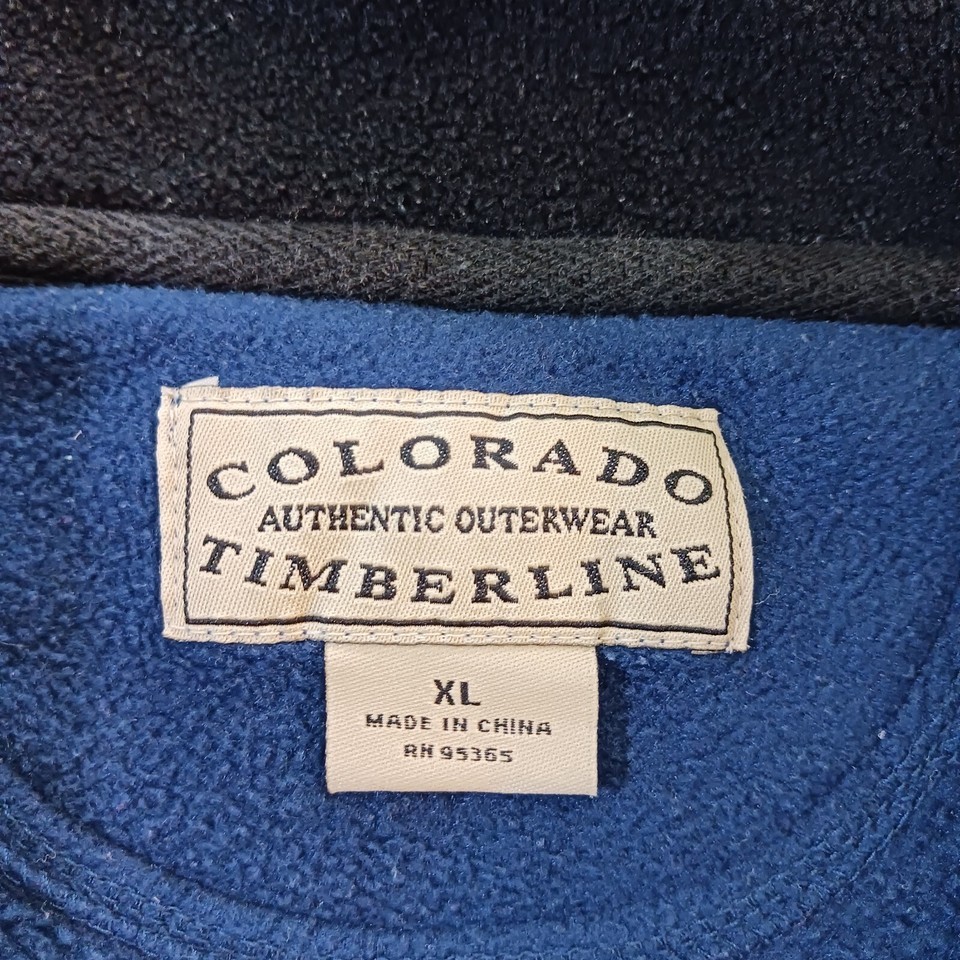 COLORADO
AUTHENTIC OUTERWEAR
TIMBERLINE
XL
MADE IN CHINA
RN 95365